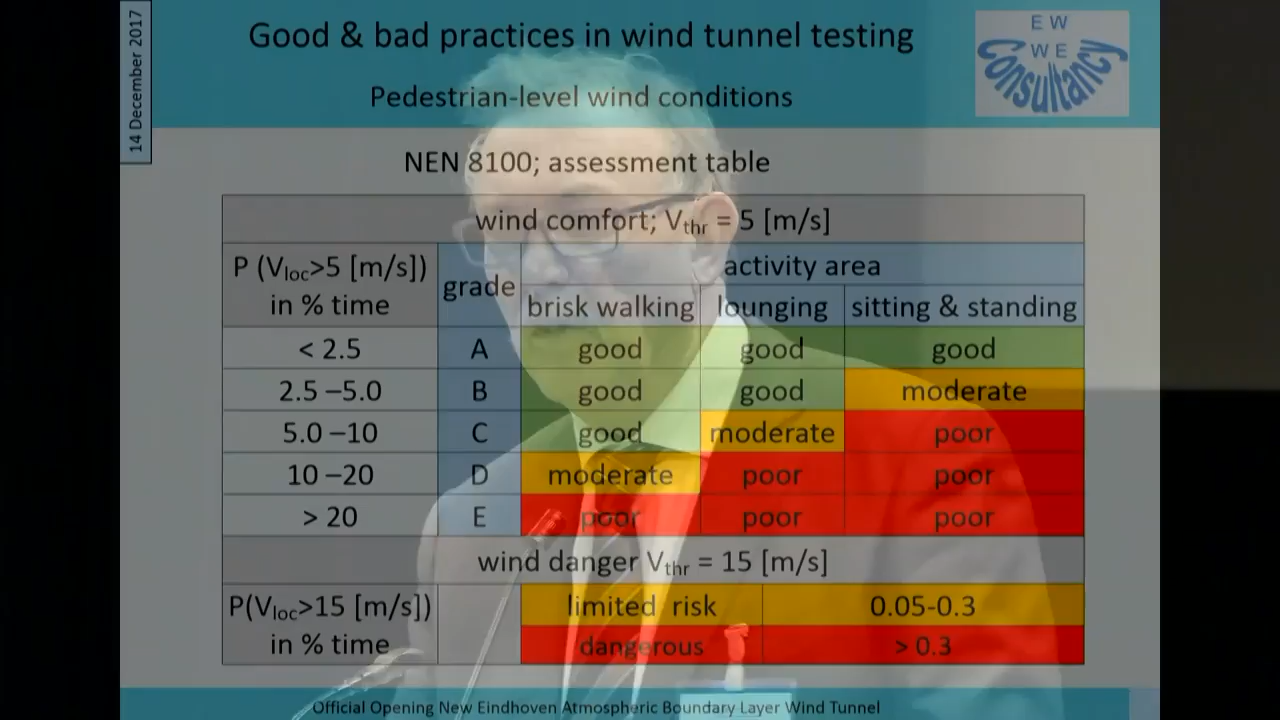 14 December 2017
Good & bad practices in wind tunnel testing
Pedestrian-level wind conditions
EW
WE
Consultancy
NEN 8100; assessment table
wind comfort; Vthr = 5 [m/s]
P (Vloc>5 [m/s]) in % time
grade
activity area
brisk walking lounging sitting & standing
< 2.5 A good good good
2.5 –5.0 B good good moderate
5.0 –10 C good moderate poor
10 –20 D moderate poor poor
> 20 E poor poor poor
wind danger Vthr = 15 [m/s]
P(Vloc>15 [m/s]) in % time
limited risk 0.05-0.3
dangerous > 0.3
Official Opening New Eindhoven Atmospheric Boundary Layer Wind Tunnel